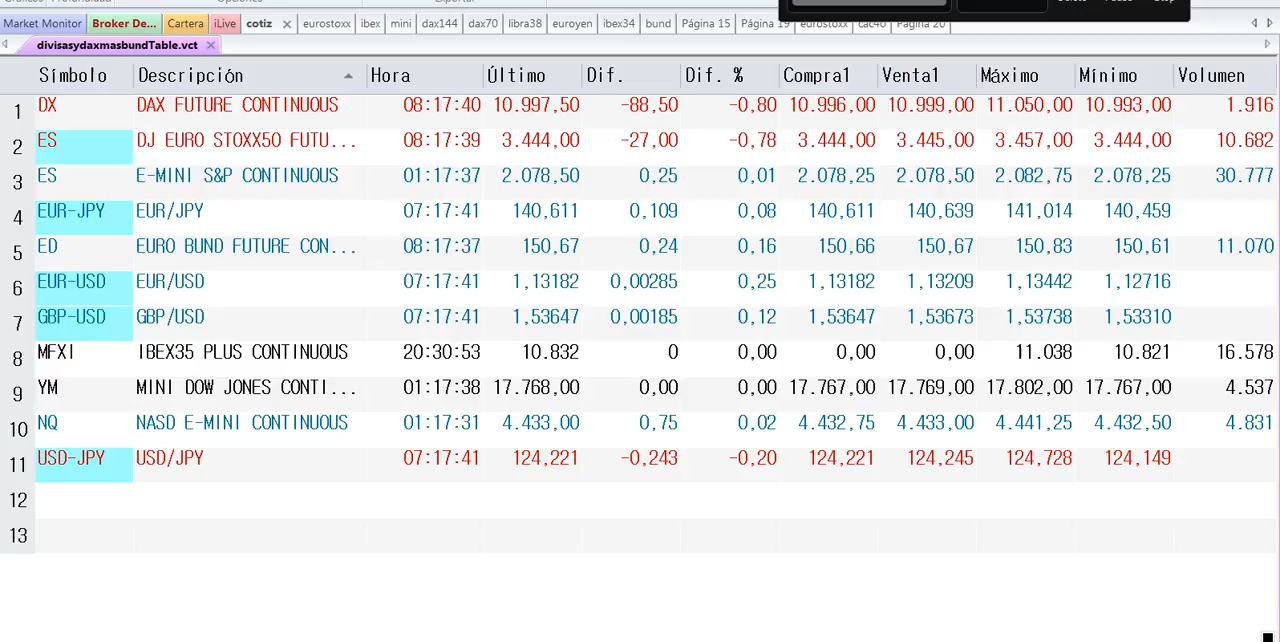 Market Monitor Broker De... Cartera iLive cotiz eurostoxx ibex mini dax144 dax70 libra38 euroyen ibex34 bund Página 15 Página 19 eurostoxx cac40 Página 20
divisasydaxmasbundTable.vct
Símbolo Descripción Hora Último Dif. Dif. % Compra1 Venta1 Máximo Mínimo Volumen
1 DX DAX FUTURE CONTINUOUS 08:17:40 10.997,50 -88,50 -0,80 10.996,00 10.999,00 11.050,00 10.993,00 1.916
2 ES DJ EURO STOXX50 FUTU... 08:17:39 3.444,00 -27,00 -0,78 3.444,00 3.445,00 3.457,00 3.444,00 10.682
3 ES E-MINI S&P CONTINUOUS 01:17:37 2.078,50 0,25 0,01 2.078,25 2.078,50 2.082,75 2.078,25 30.777
4 EUR-JPY EUR/JPY 07:17:41 140,611 0,109 0,08 140,611 140,639 141,014 140,459
5 ED EURO BUND FUTURE CON... 08:17:37 150,67 0,24 0,16 150,66 150,67 150,83 150,61 11.070
6 EUR-USD EUR/USD 07:17:41 1,13182 0,00285 0,25 1,13182 1,13209 1,13442 1,12716
7 GBP-USD GBP/USD 07:17:41 1,53647 0,00185 0,12 1,53647 1,53673 1,53738 1,53310
8 MFXI IBEX35 PLUS CONTINUOUS 20:30:53 10.832 0 0,00 0,00 0,00 11.038 10.821 16.578
9 YM MINI DOW JONES CONTI... 01:17:38 17.768,00 0,00 0,00 17.767,00 17.769,00 17.802,00 17.767,00 4.537
10 NQ NASD E-MINI CONTINUOUS 01:17:31 4.433,00 0,75 0,02 4.432,75 4.433,00 4.441,25 4.432,50 4.831
11 USD-JPY USD/JPY 07:17:41 124,221 -0,243 -0,20 124,221 124,245 124,728 124,149
12
13